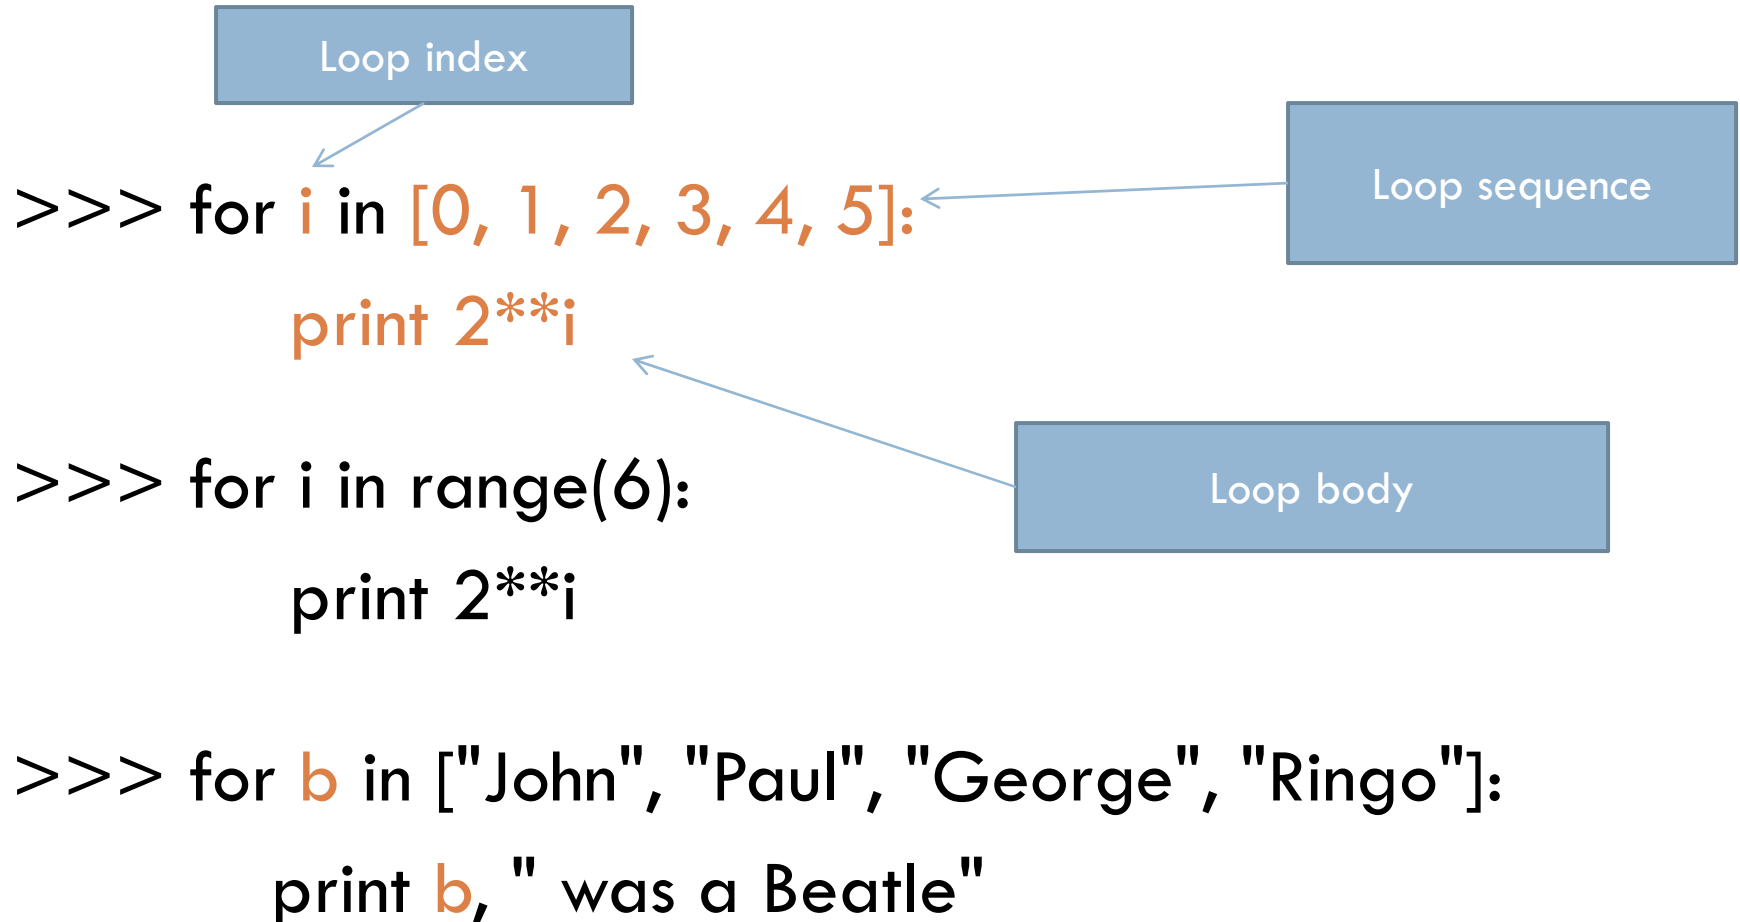 Loop index
>>> for i in [0, 1, 2, 3, 4, 5]:
Loop sequence
print 2**i
>>> for i in range(6):
Loop body
print 2**i
>>> for b in ["John", "Paul", "George", "Ringo"]:
print b, " was a Beatle"